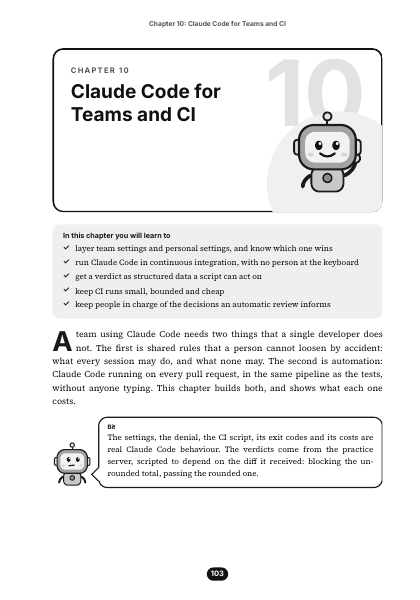 Chapter 10: Claude Code for Teams and CI
CHAPTER 10
10
Claude Code for
Teams and CI
In this chapter you will learn to
✓ layer team settings and personal settings, and know which one wins
✓ run Claude Code in continuous integration, with no person at the keyboard
✓ get a verdict as structured data a script can act on
✓ keep CI runs small, bounded and cheap
✓ keep people in charge of the decisions an automatic review informs
A team using Claude Code needs two things that a single developer does
not. The first is shared rules that a person cannot loosen by accident:
what every session may do, and what none may. The second is automation:
Claude Code running on every pull request, in the same pipeline as the tests,
without anyone typing. This chapter builds both, and shows what each one
costs.
Bit
The settings, the denial, the CI script, its exit codes and its costs are
real Claude Code behaviour. The verdicts come from the practice
server, scripted to depend on the diff it received: blocking the un-
rounded total, passing the rounded one.
103